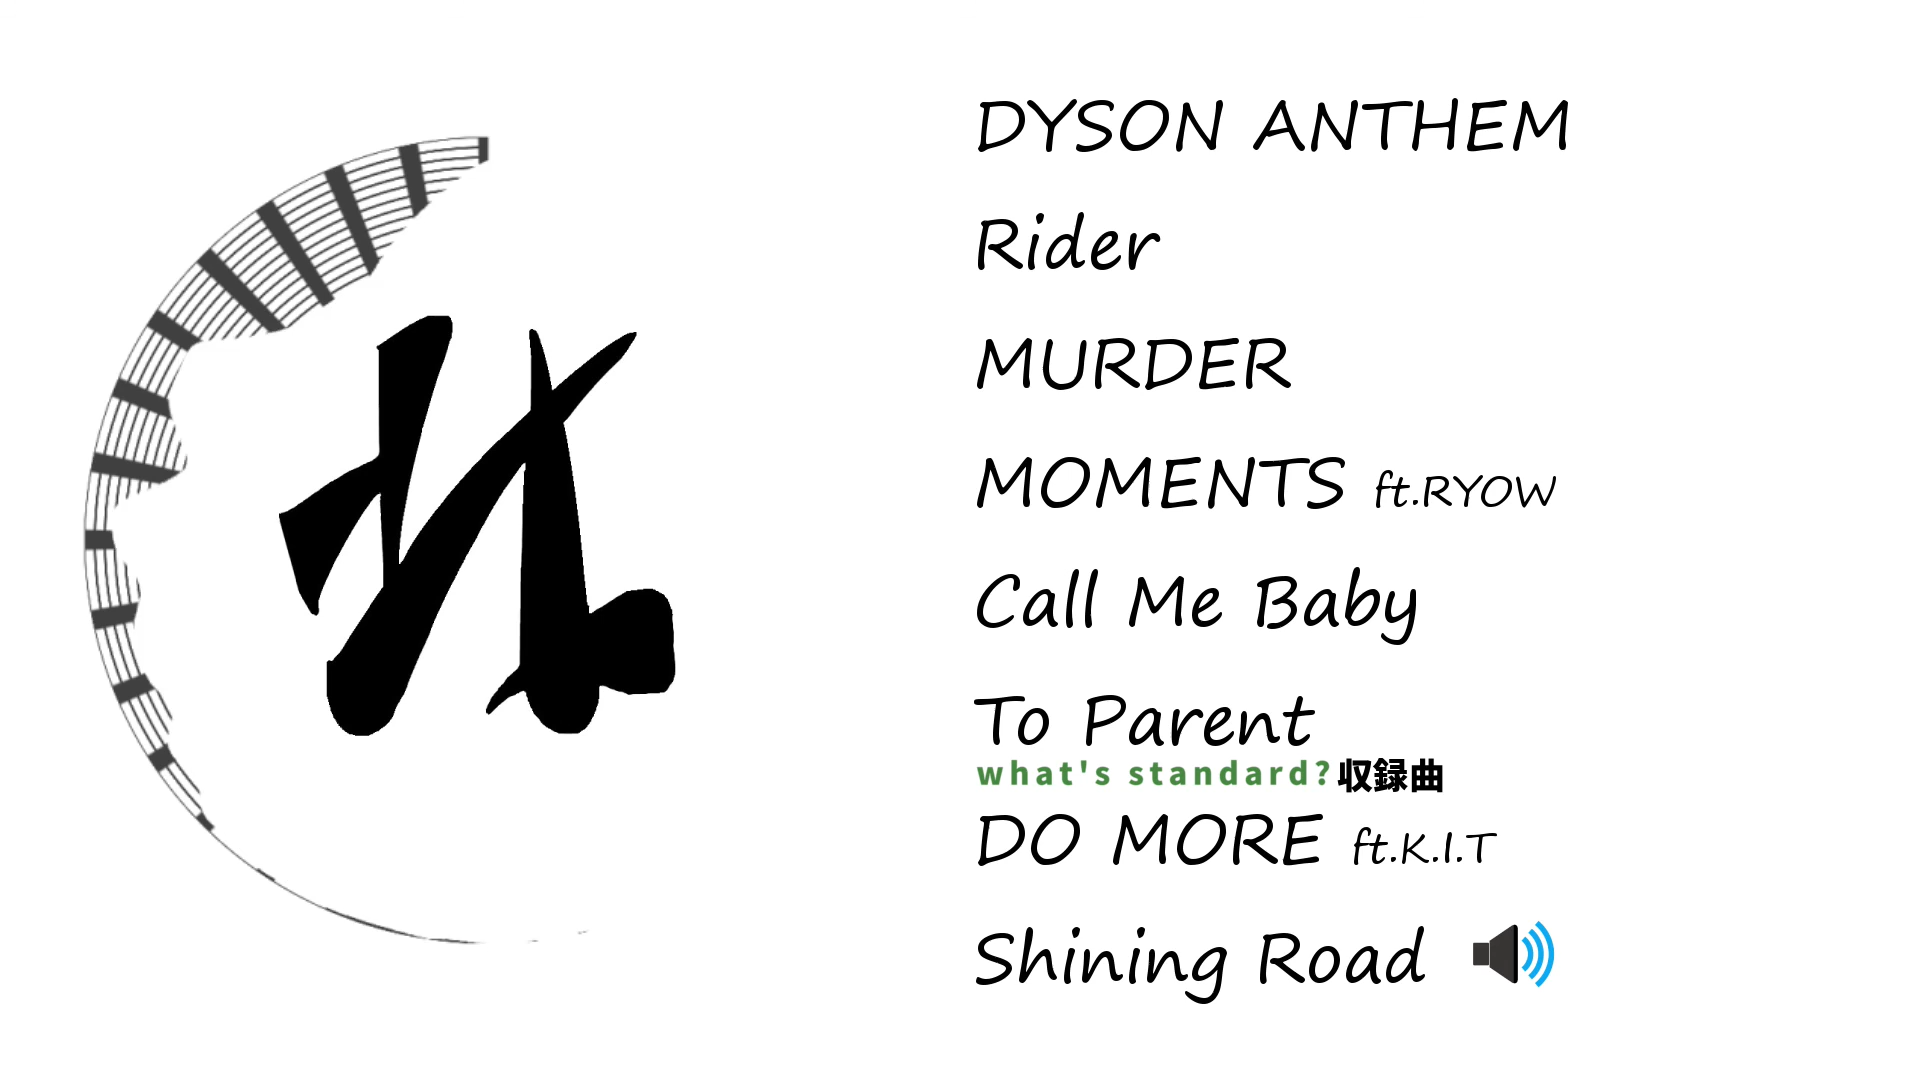 DYSON ANTHEM
Rider
MURDER
MOMENTS ft.RYOW
Call Me Baby
To Parent
what's standard?収録曲
DO MORE ft.K.I.T
Shining Road